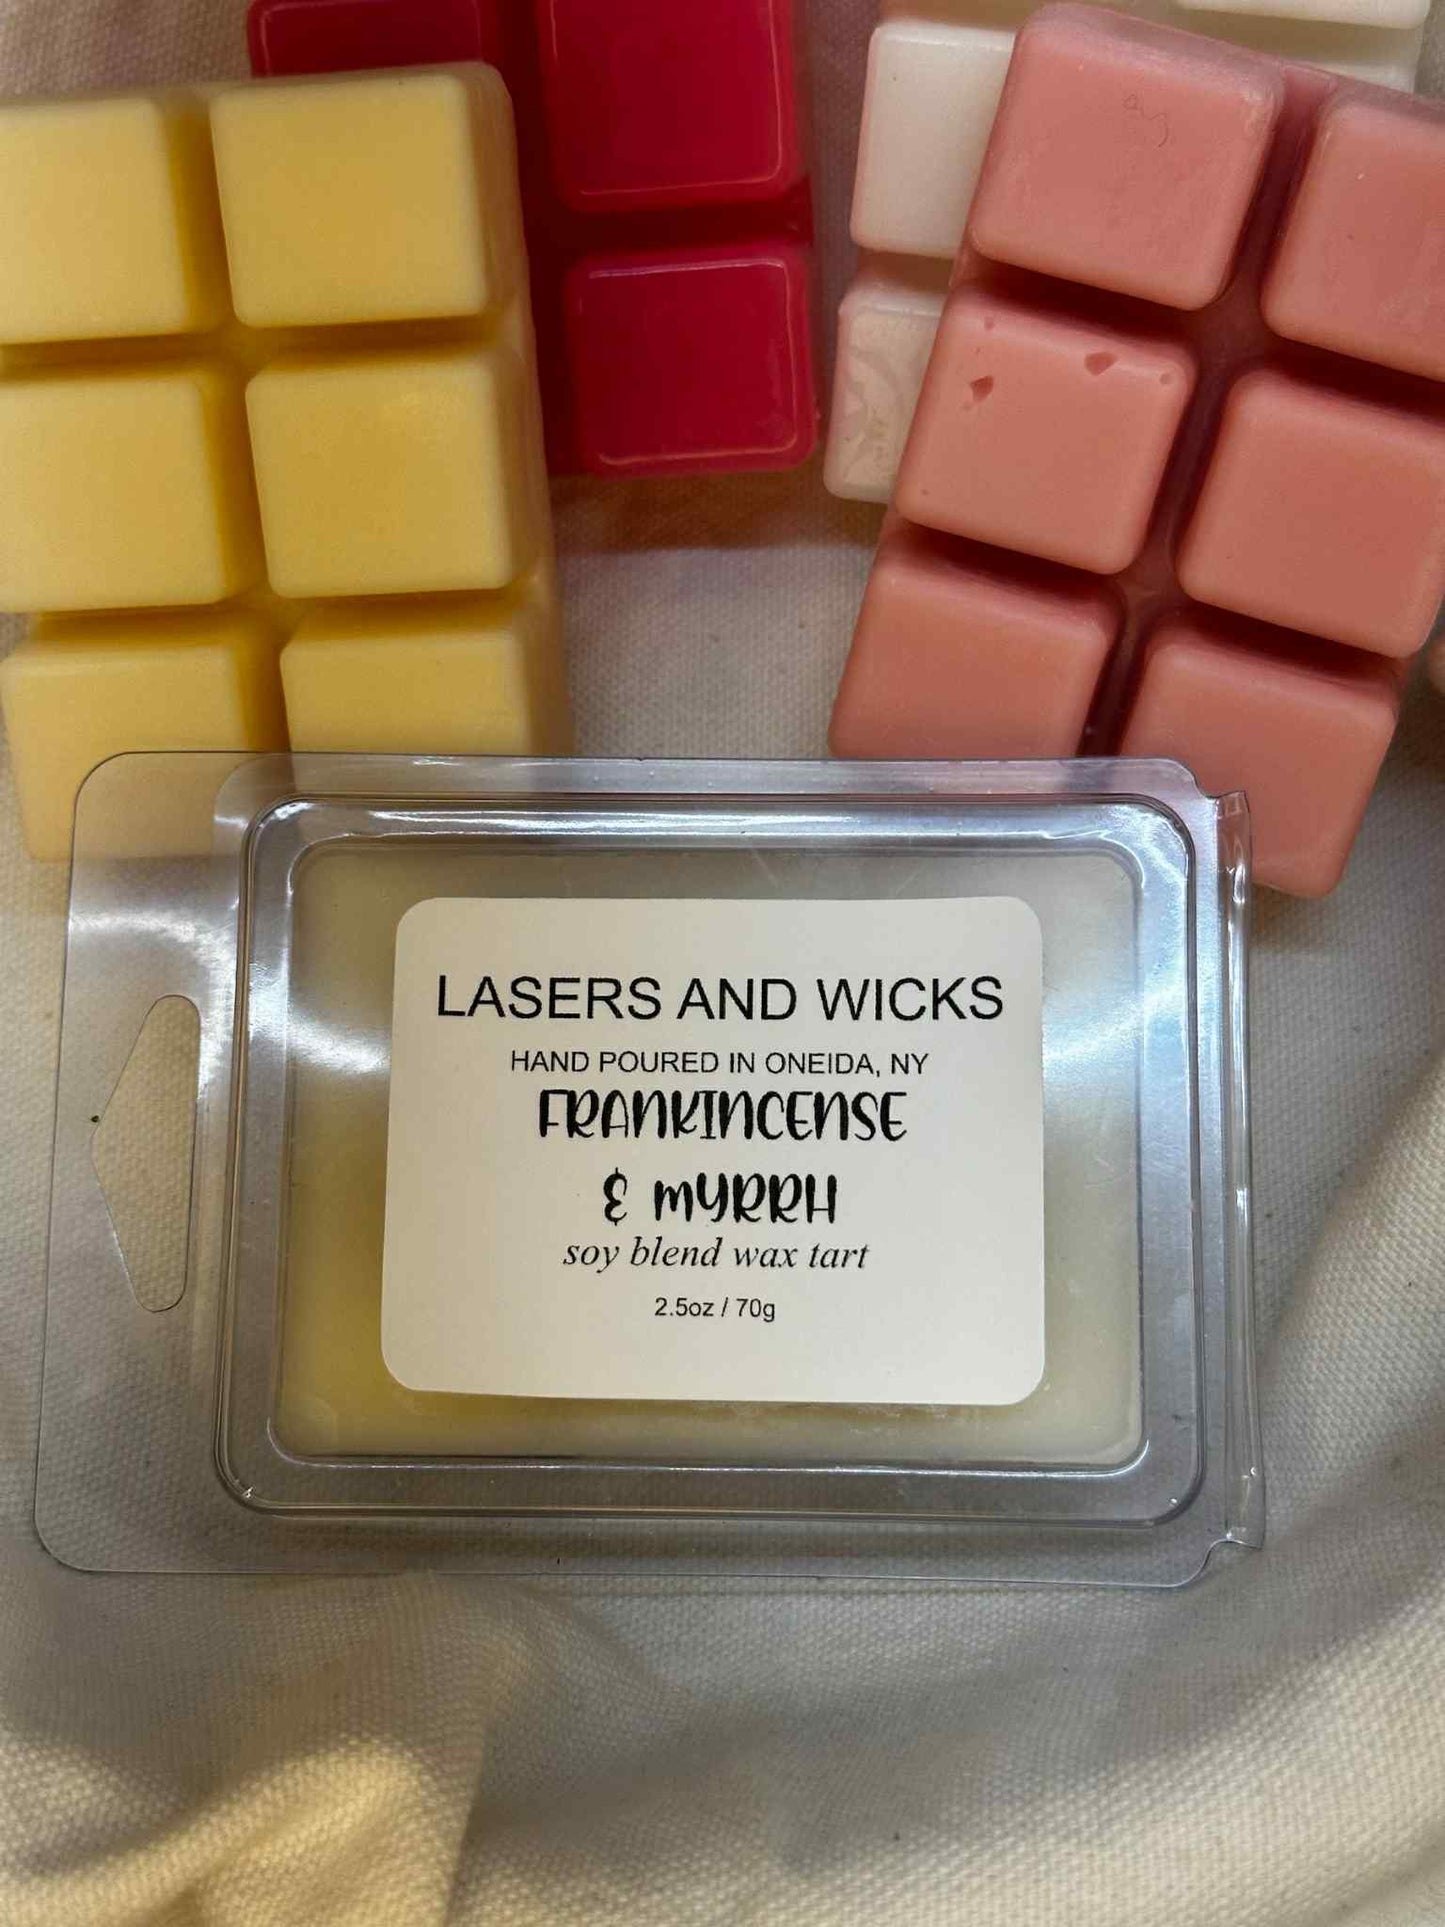 LASERS AND WICKS
HAND POURED IN ONEIDA, NY
FRANKINCENSE
& MYRRH
soy blend wax tart
2.5oz / 70g